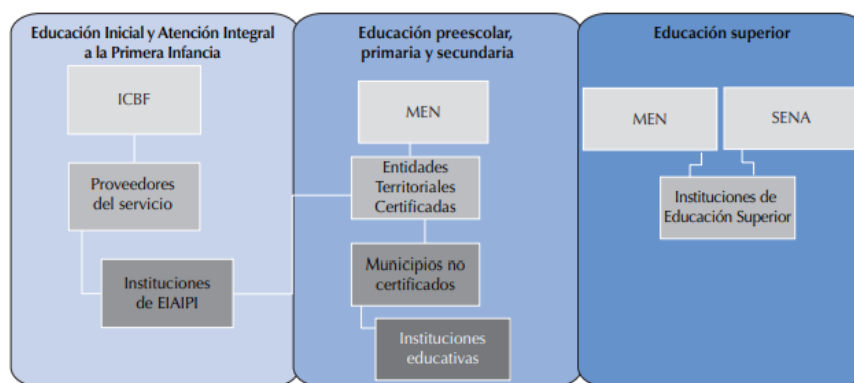 Educación Inicial y Atención Integral
a la Primera Infancia
ICBF
Proveedores
del servicio
Instituciones
de EIAIPI
Educación preescolar,
primaria y secundaria
MEN
Entidades
Territoriales
Certificadas
Municipios no
certificados
Instituciones
educativas
Educación superior
MEN
SENA
Instituciones de
Educación Superior